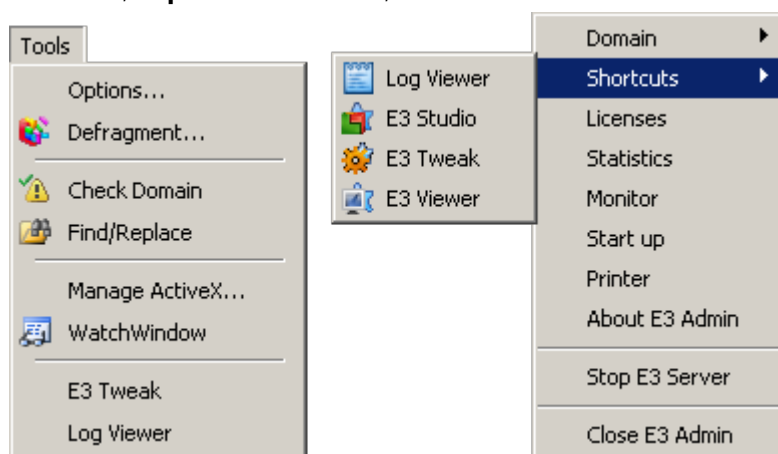 Tools
Options...
Defragment...
Check Domain
Find/Replace
Manage ActiveX...
WatchWindow
E3 Tweak
Log Viewer
Log Viewer
E3 Studio
E3 Tweak
E3 Viewer
Domain
Shortcuts
Licenses
Statistics
Monitor
Start up
Printer
About E3 Admin
Stop E3 Server
Close E3 Admin